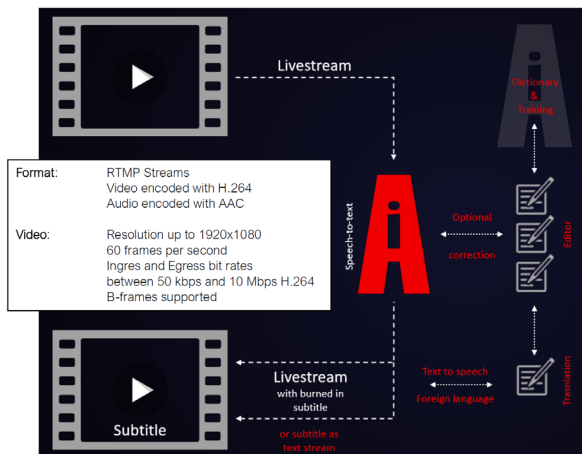 Livestream
Dictionary
&
Training
Format: RTMP Streams
Video encoded with H.264
Audio encoded with AAC
Video: Resolution up to 1920x1080
60 frames per second
Ingres and Egress bit rates
between 50 kbps and 10 Mbps H.264
B-frames supported
Speech-to-text
Ai
Optional
correction
Editor
Livestream
with burned in
subtitle
or subtitle as
text stream
Subtitle
Text to speech
Foreign language
Trasnlation